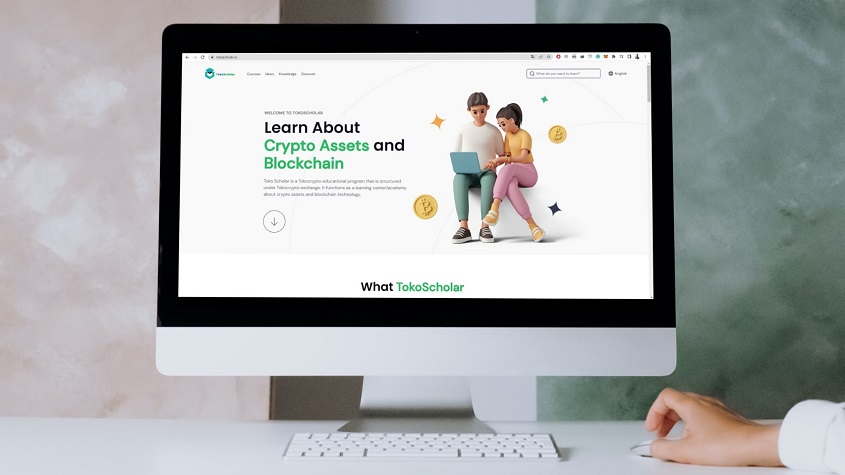 tokoscholar.io
TokoScholar
Courses News Knowledge Discover
What do you want to learn?
English
WELCOME TO TOKOSCHOLAR
Learn About
Crypto Assets and
Blockchain
Toko Scholar is a Tokocrypto educational program that is structured
under Tokocrypto exchange. It functions as a learning center/academy
about crypto assets and blockchain technology.
What TokoScholar